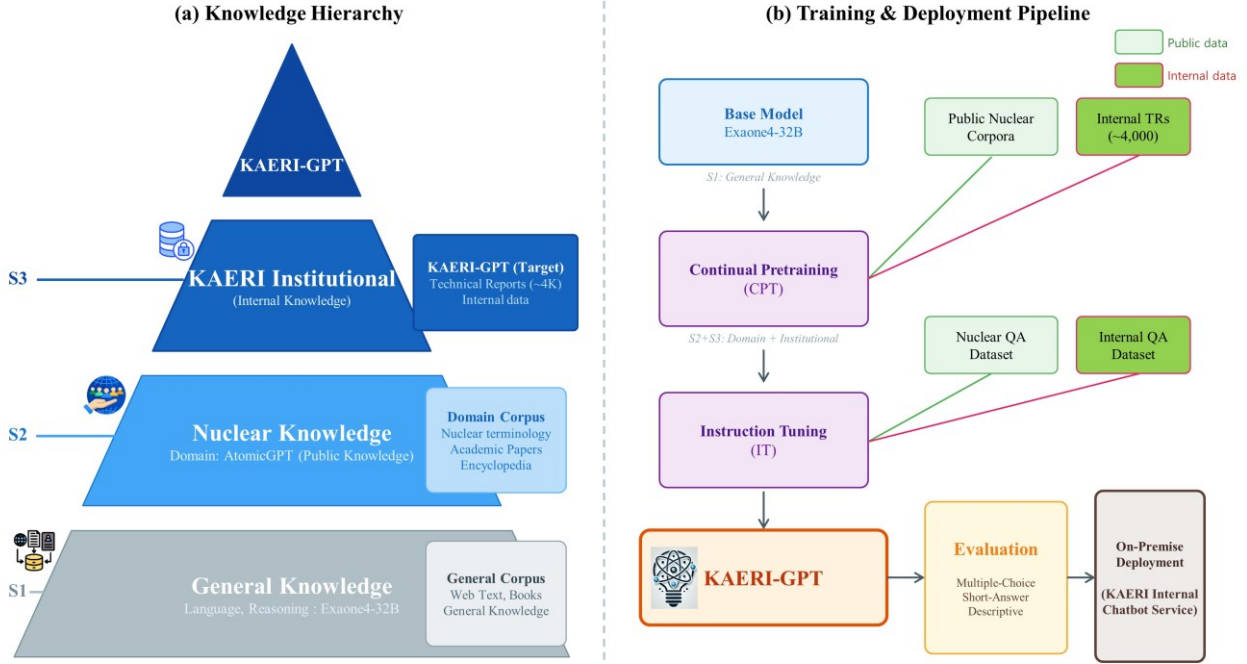 (a) Knowledge Hierarchy
KAERI-GPT
S3
KAERI Institutional
(Internal Knowledge)
KAERI-GPT (Target)
Technical Reports (~4K)
Internal data
S2
Nuclear Knowledge
Domain: AtomicGPT (Public Knowledge)
Domain Corpus
Nuclear terminology
Academic Papers
Encyclopedia
S1
General Knowledge
Language, Reasoning : Exaone4-32B
General Corpus
Web Text, Books
General Knowledge
(b) Training & Deployment Pipeline
Public data
Internal data
Base Model
Exaone4-32B
S1: General Knowledge
Public Nuclear
Corpora
Internal TRs
(~4,000)
Continual Pretraining
(CPT)
S2+S3: Domain + Institutional
Nuclear QA
Dataset
Internal QA
Dataset
Instruction Tuning
(IT)
KAERI-GPT
Evaluation
Multiple-Choice
Short-Answer
Descriptive
On-Premise
Deployment
(KAERI Internal
Chatbot Service)